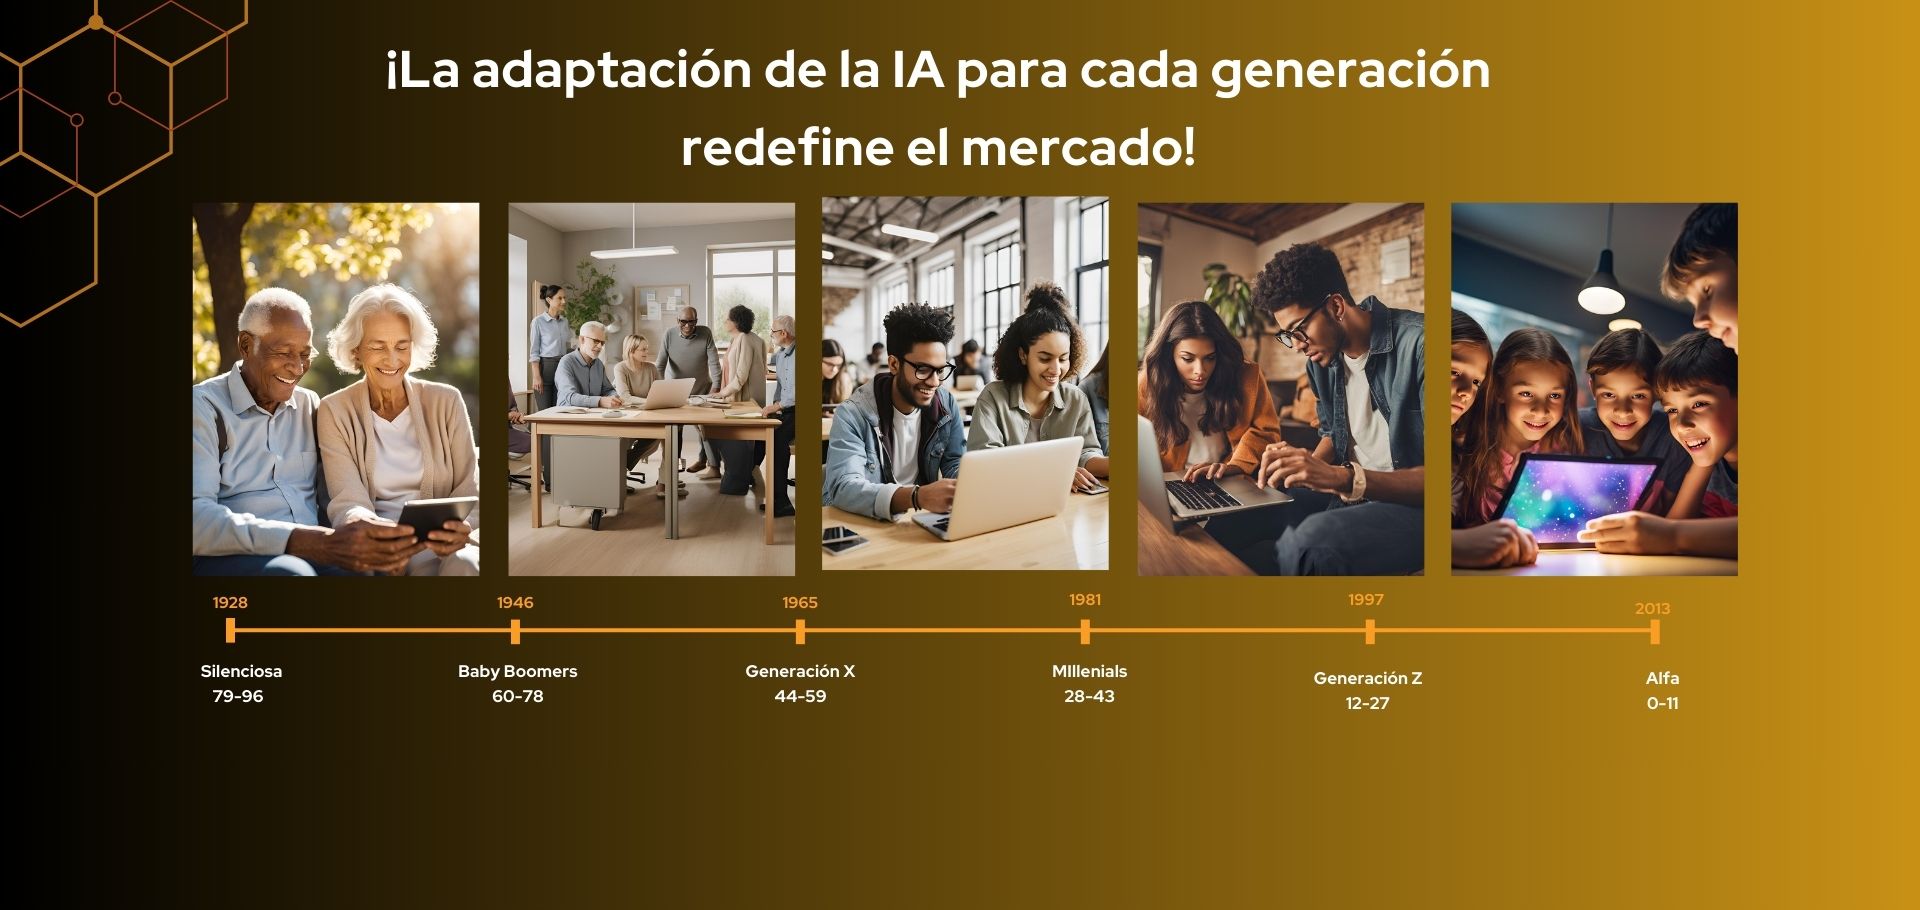 ¡La adaptación de la IA para cada generación
redefine el mercado!
1928
1946
1965
1981
1997
2013
Silenciosa
79-96
Baby Boomers
60-78
Generación X
44-59
MIllenials
28-43
Generación Z
12-27
Alfa
0-11